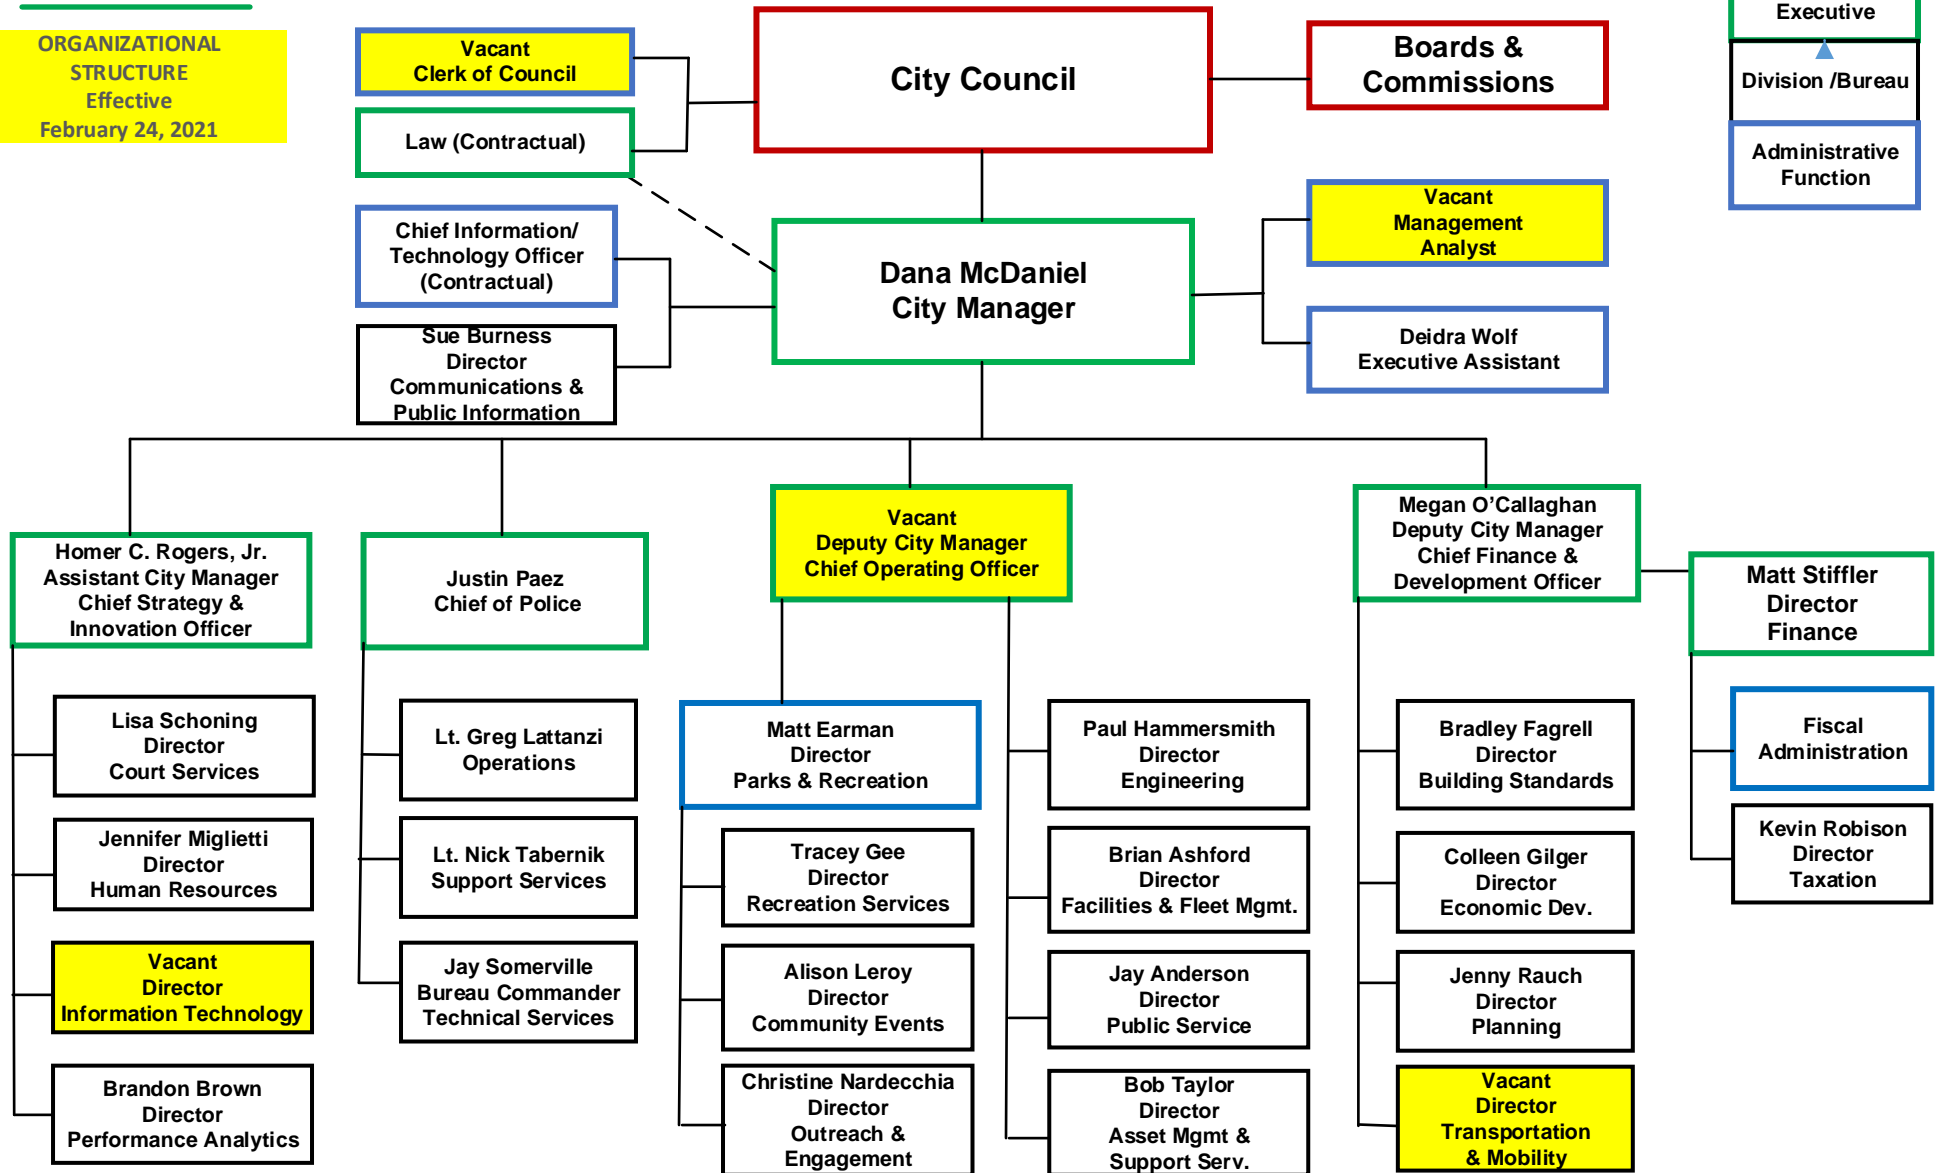 ORGANIZATIONAL
STRUCTURE
Effective
February 24, 2021
Vacant
Clerk of Council
Law (Contractual)
City Council
Boards &
Commissions
Executive
Division /Bureau
Administrative
Function
Chief Information/
Technology Officer
(Contractual)
Sue Burness
Director
Communications &
Public Information
Dana McDaniel
City Manager
Vacant
Management
Analyst
Deidra Wolf
Executive Assistant
Homer C. Rogers, Jr.
Assistant City Manager
Chief Strategy &
Innovation Officer
Justin Paez
Chief of Police
Vacant
Deputy City Manager
Chief Operating Officer
Megan O’Callaghan
Deputy City Manager
Chief Finance &
Development Officer
Matt Stiffler
Director
Finance
Lisa Schoning
Director
Court Services
Jennifer Miglietti
Director
Human Resources
Vacant
Director
Information Technology
Brandon Brown
Director
Performance Analytics
Lt. Greg Lattanzi
Operations
Lt. Nick Tabernik
Support Services
Jay Somerville
Bureau Commander
Technical Services
Matt Earman
Director
Parks & Recreation
Tracey Gee
Director
Recreation Services
Alison Leroy
Director
Community Events
Christine Nardecchia
Director
Outreach &
Engagement
Paul Hammersmith
Director
Engineering
Brian Ashford
Director
Facilities & Fleet Mgmt.
Jay Anderson
Director
Public Service
Bob Taylor
Director
Asset Mgmt &
Support Serv.
Bradley Fagrell
Director
Building Standards
Colleen Gilger
Director
Economic Dev.
Jenny Rauch
Director
Planning
Vacant
Director
Transportation
& Mobility
Fiscal
Administration
Kevin Robison
Director
Taxation